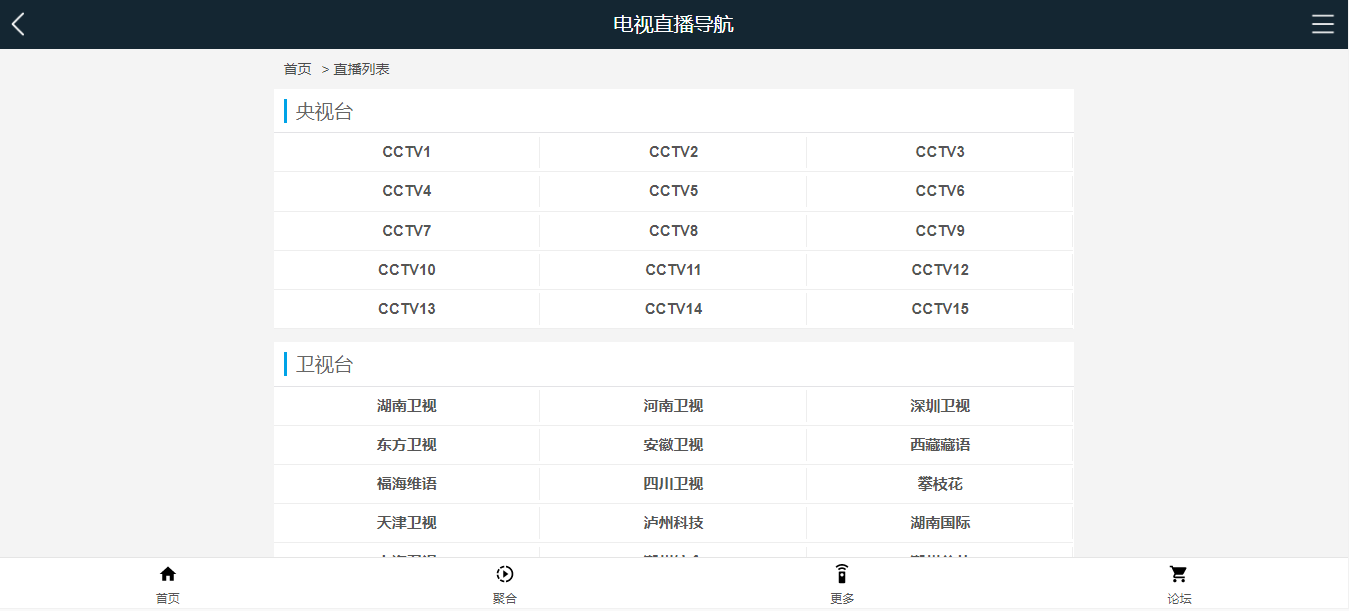 电视直播导航
首页 > 直播列表
央视台
CCTV1 CCTV2 CCTV3
CCTV4 CCTV5 CCTV6
CCTV7 CCTV8 CCTV9
CCTV10 CCTV11 CCTV12
CCTV13 CCTV14 CCTV15
卫视台
湖南卫视 河南卫视 深圳卫视
东方卫视 安徽卫视 西藏藏语
福海维语 四川卫视 攀枝花
天津卫视 泸州科技 湖南国际
首页 聚合 更多 论坛